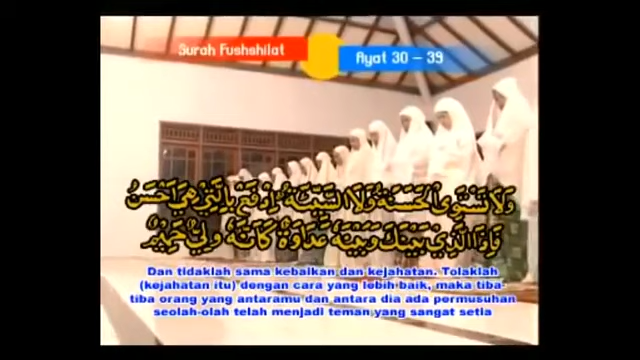 Surah Fushshilat
Ayat 30 – 39
وَلَا تَسْتَوِى الْحَسَنَةُ وَلَا السَّيِّئَةُ ۗ اِدْفَعْ بِالَّتِيْ هِيَ اَحْسَنُ
فَاِذَا الَّذِيْ بَيْنَكَ وَبَيْنَهٗ عَدَاوَةٌ كَاَنَّهٗ وَلِيٌّ حَمِيْمٌ
Dan tidaklah sama kebaikan dan kejahatan. Tolaklah
(kejahatan itu) dengan cara yang lebih baik, maka tiba-
tiba orang yang antaramu dan antara dia ada permusuhan
seolah-olah telah menjadi teman yang sangat setia